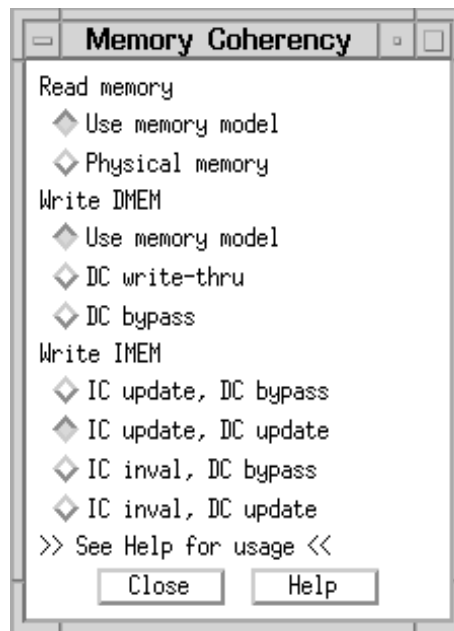 Memory Coherency
Read memory
Use memory model
Physical memory
Write DMEM
Use memory model
DC write-thru
DC bypass
Write IMEM
IC update, DC bypass
IC update, DC update
IC inval, DC bypass
IC inval, DC update
>> See Help for usage <<
Close Help